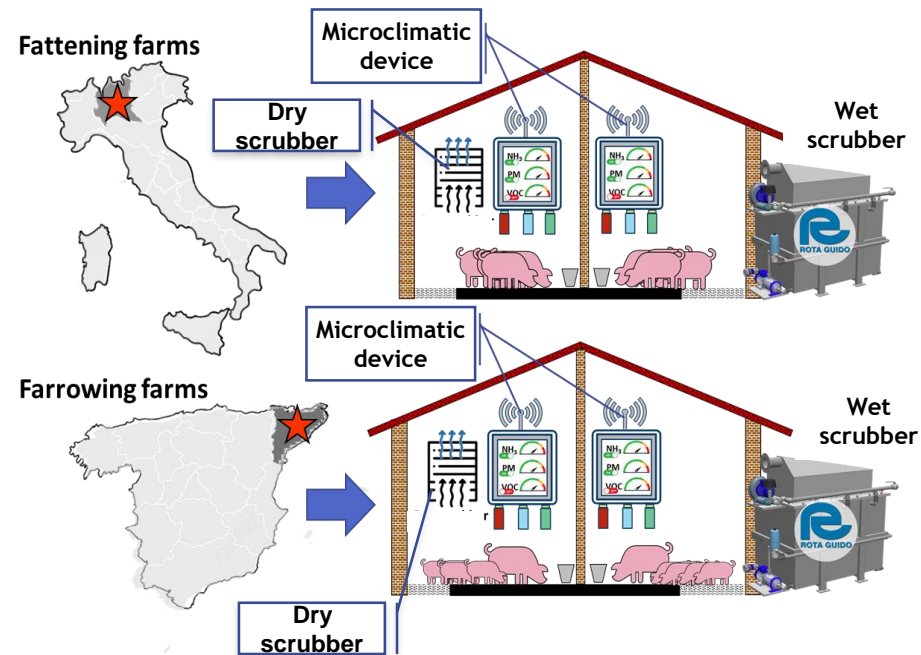 Fattening farms
Microclimatic
device
Dry
scrubber
Wet
scrubber
NH₃
PM
VOC
NH₃
PM
VOC
ROTA GUIDO
Microclimatic
device
Farrowing farms
Wet
scrubber
NH₃
PM
VOC
NH₃
PM
VOC
r
ROTA GUIDO
Dry
scrubber